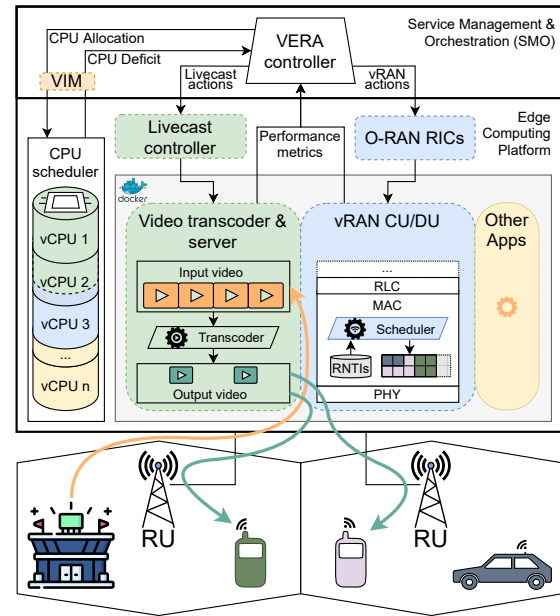 Service Management &
Orchestration (SMO)
CPU Allocation
CPU Deficit
VERA
controller
VIM
Livecast
actions
vRAN
actions
Edge
Computing
Platform
Livecast
controller
Performance
metrics
O-RAN RICs
CPU
scheduler
docker
vCPU 1
vCPU 2
vCPU 3
...
vCPU n
Video transcoder &
server
Input video
Transcoder
Output video
vRAN CU/DU
...
RLC
MAC
Scheduler
RNTIs
PHY
Other
Apps
RU
RU